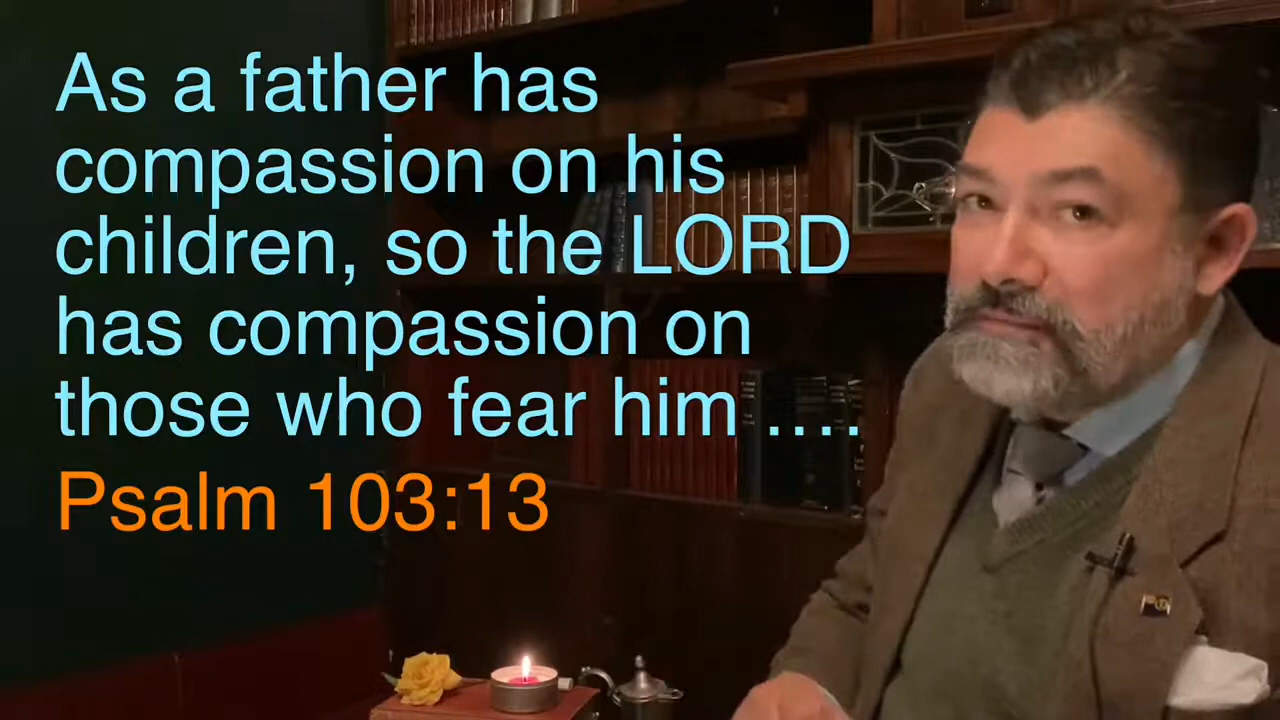 As a father has
compassion on his
children, so the LORD
has compassion on
those who fear him ....
Psalm 103:13